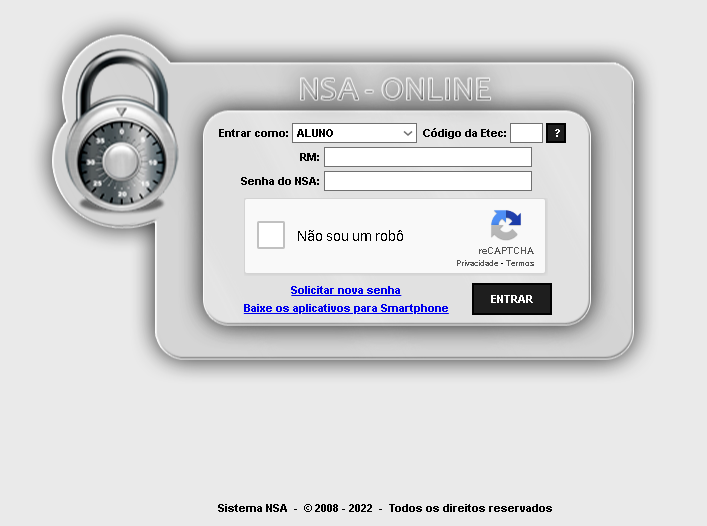 NSA - ONLINE
Entrar como: ALUNO Código da Etec: ?
RM:
Senha do NSA:
Não sou um robô
reCAPTCHA
Privacidade - Termos
Solicitar nova senha
Baixe os aplicativos para Smartphone
ENTRAR
Sistema NSA - © 2008 - 2022 - Todos os direitos reservados